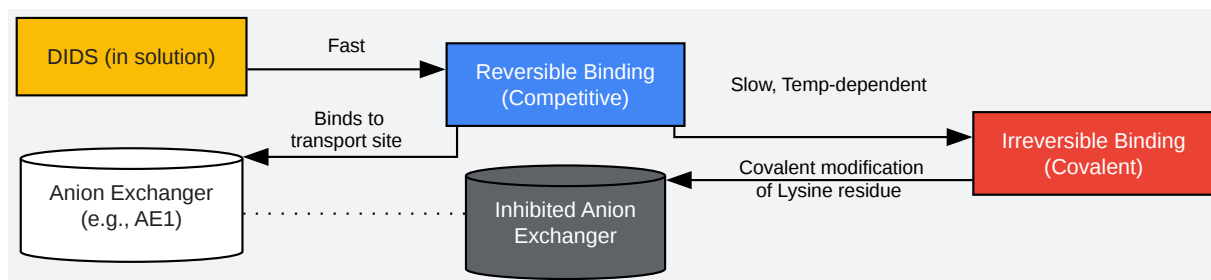 DIDS (in solution)
Fast
Reversible Binding
(Competitive)
Slow, Temp-dependent
Irreversible Binding
(Covalent)
Binds to
transport site
Covalent modification
of Lysine residue
Anion Exchanger
(e.g., AE1)
Inhibited Anion
Exchanger